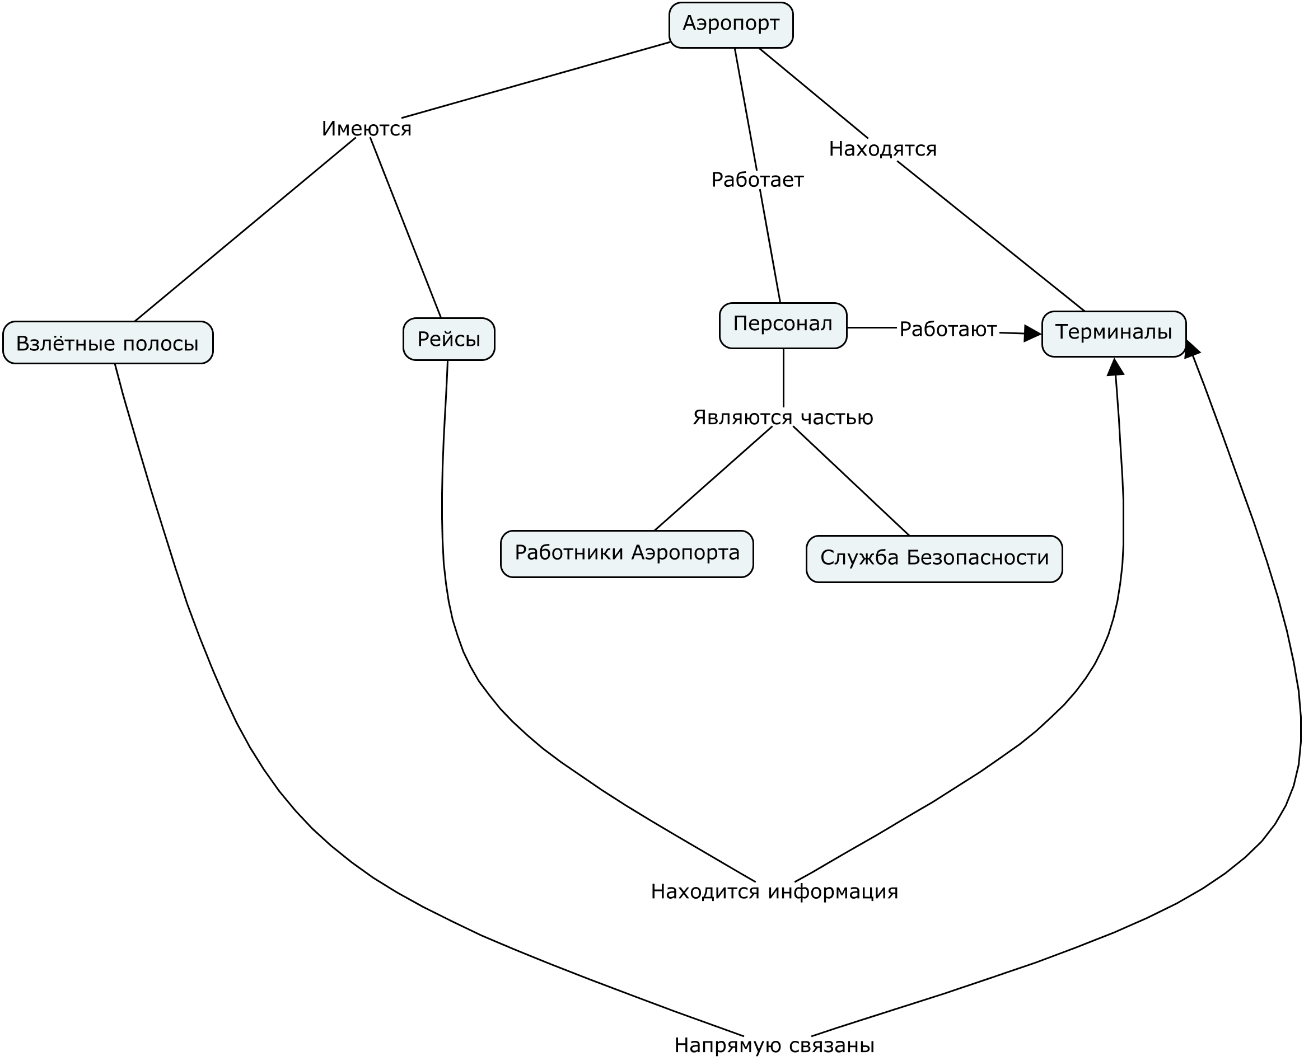 Аэропорт
Имеются
Находятся
Работает
Взлётные полосы
Рейсы
Персонал
Работают
Терминалы
Являются частью
Работники Аэропорта
Служба Безопасности
Находится информация
Напрямую связаны